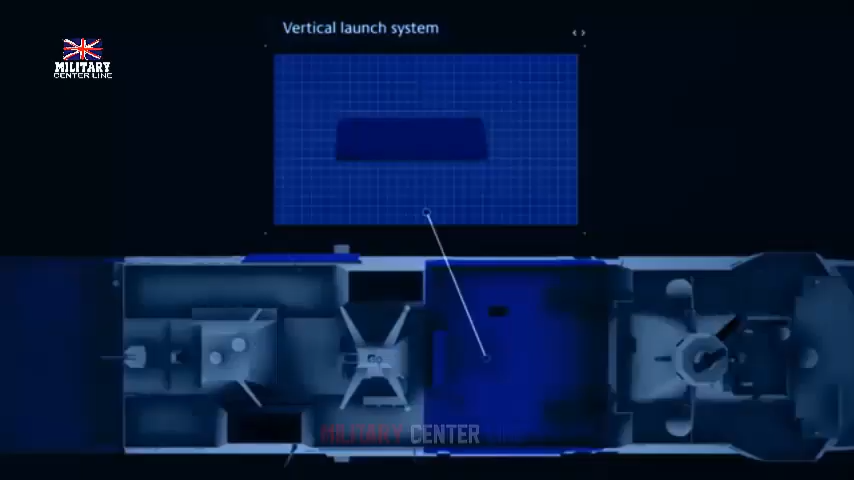 Vertical launch system
MILITARY
CENTER LINE
MILITARY CENTER